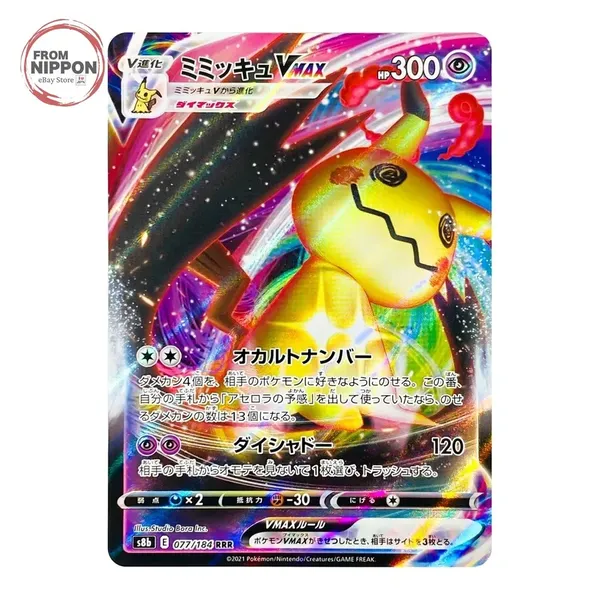 FROM
NIPPON
eBay Store
V進化
ミミッキュVMAX
HP300
ミミッキュVから進化
ダイマックス
オカルトナンバー
ダメカン4個を、相手のポケモンに好きなようにのせる。この番、
自分の手札から「アセロラの予感」を出して使っていたなら、のせ
るダメカンの数は13個になる。
ダイシャドー 120
相手の手札からオモテを見ないで1枚選び、トラッシュする。
弱点 ×2 抵抗力 -30 にげる
Illus. Studio Bora Inc.
VMAXルール
s8b E 077/184 RRR
ポケモンVMAXがきぜつしたとき、相手はサイドを3枚とる。
©2021 Pokémon/Nintendo/Creatures/GAME FREAK.